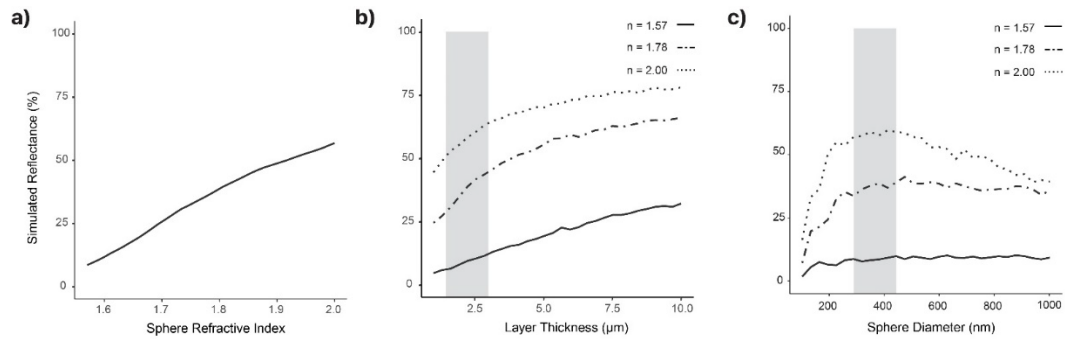 a)
Simulated Reflectance (%)
100
75
50
25
0
1.6 1.7 1.8 1.9 2.0
Sphere Refractive Index
b)
100
75
50
25
0
n = 1.57
n = 1.78
n = 2.00
2.5 5.0 7.5 10.0
Layer Thickness (µm)
c)
100
75
50
25
0
n = 1.57
n = 1.78
n = 2.00
200 400 600 800 1000
Sphere Diameter (nm)